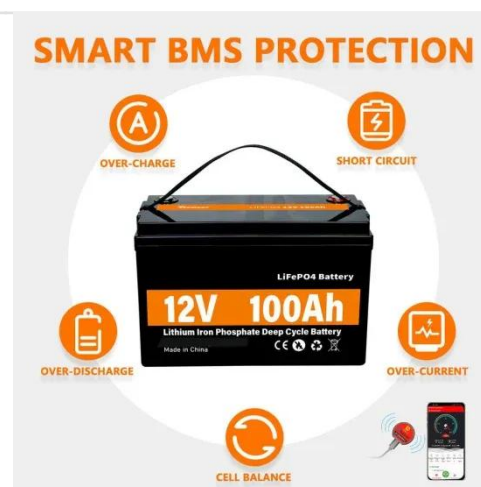 SMART BMS PROTECTION
OVER-CHARGE
SHORT CIRCUIT
LiFePO4 Battery
12V 100Ah
Lithium Iron Phosphate Deep Cycle Battery
Made in China
CE
OVER-DISCHARGE
OVER-CURRENT
CELL BALANCE